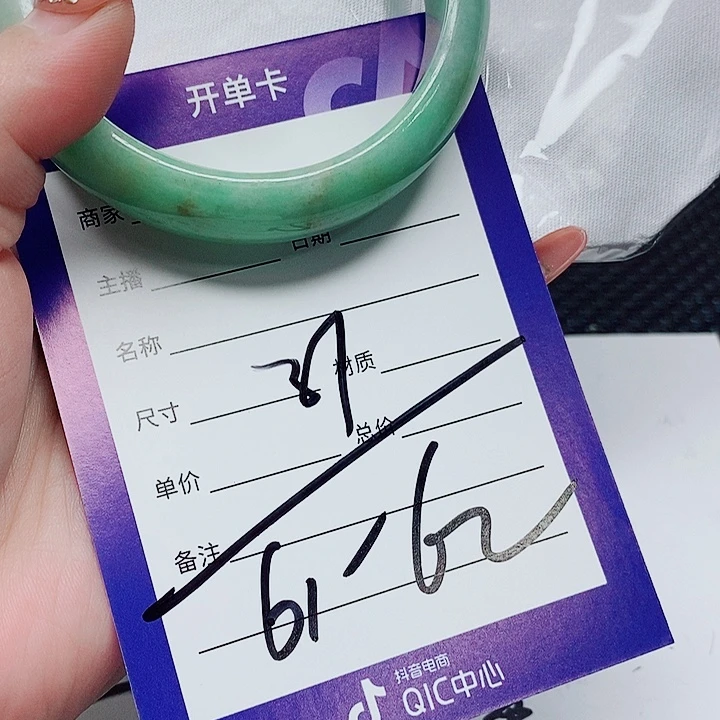 开单卡
商家
日期
主播
名称
材质
尺寸
总价
单价
备注
61-62
抖音电商
QIC中心